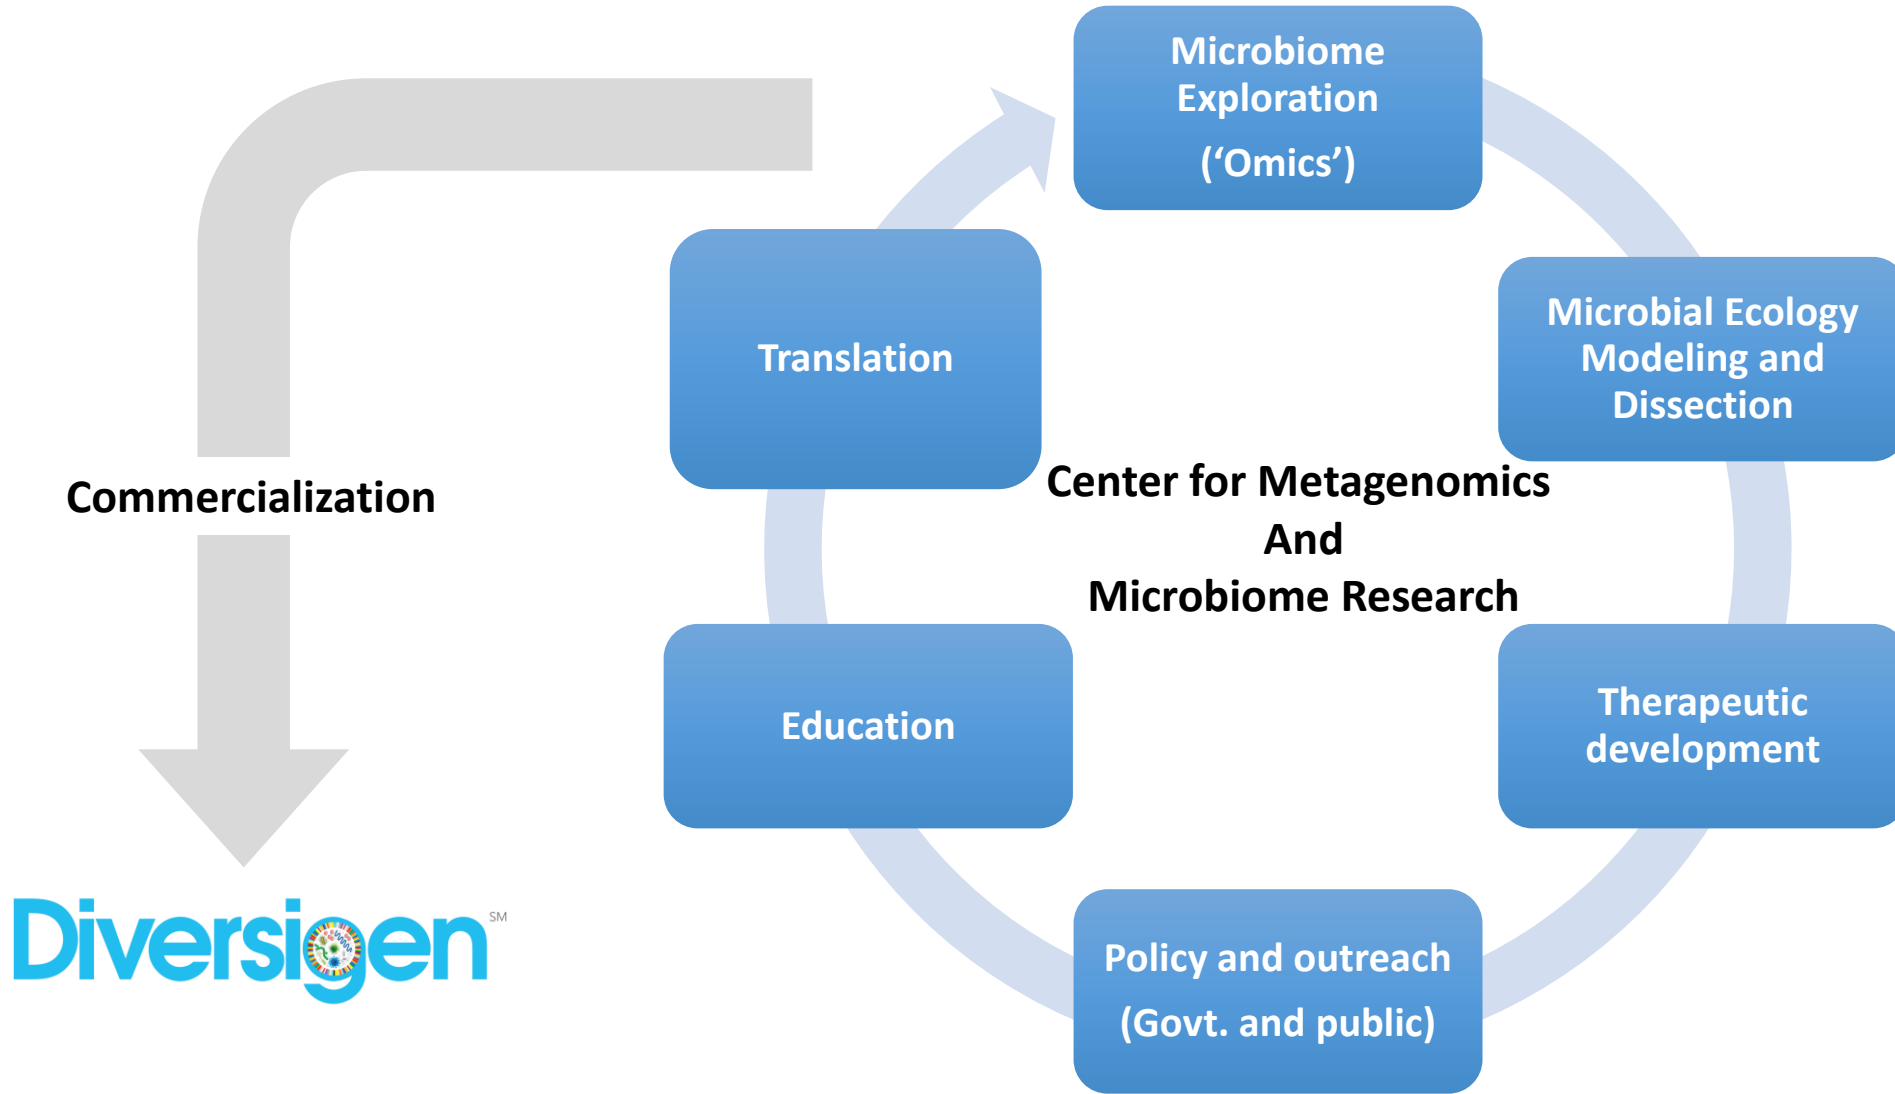 Microbiome
Exploration
(‘Omics’)
Microbial Ecology
Modeling and
Dissection
Translation
Center for Metagenomics
And
Microbiome Research
Commercialization
Therapeutic
development
Education
Policy and outreach
(Govt. and public)
Diversigen SM